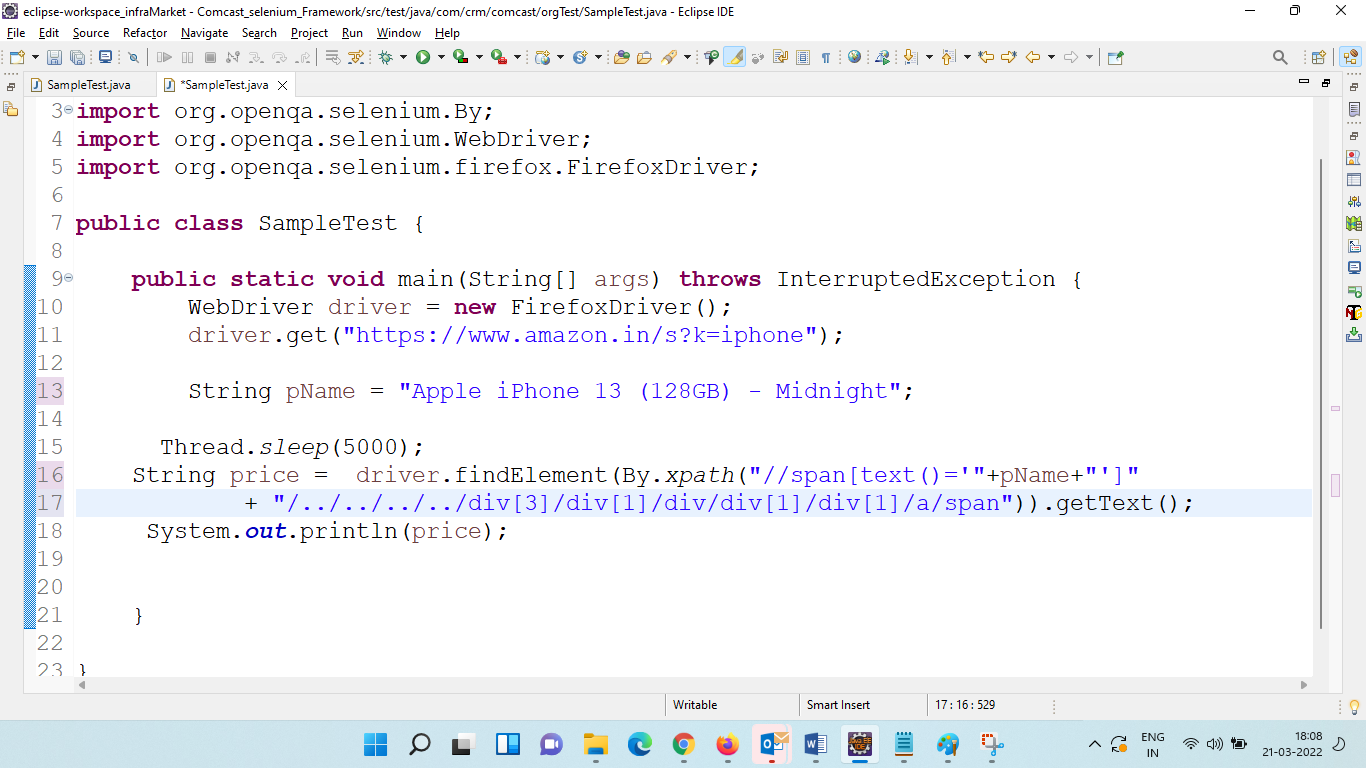 eclipse-workspace_infraMarket - Comcast_selenium_Framework/src/test/java/com/crm/comcast/orgTest/SampleTest.java - Eclipse IDE
File Edit Source Refactor Navigate Search Project Run Window Help
SampleTest.java *SampleTest.java
3 import org.openqa.selenium.By;
4 import org.openqa.selenium.WebDriver;
5 import org.openqa.selenium.firefox.FirefoxDriver;
6
7 public class SampleTest {
8
9 public static void main(String[] args) throws InterruptedException {
10 WebDriver driver = new FirefoxDriver();
11 driver.get("https://www.amazon.in/s?k=iphone");
12
13 String pName = "Apple iPhone 13 (128GB) - Midnight";
14
15 Thread.sleep(5000);
16 String price =  driver.findElement(By.xpath("//span[text()='"+pName+"']"
17 + "/../../../../div[3]/div[1]/div/div[1]/div[1]/a/span")).getText();
18 System.out.println(price);
19
20
21 }
22
23 }
Writable Smart Insert 17 : 16 : 529
ENG 18:08
IN 21-03-2022